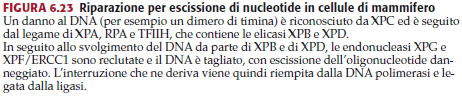 FIGURA 6.23 Riparazione per escissione di nucleotide in cellule di mammifero
Un danno al DNA (per esempio un dimero di timina) è riconosciuto da XPC ed è seguito
dal legame di XPA, RPA e TFIIH, che contiene le elicasi XPB e XPD.
In seguito allo svolgimento del DNA da parte di XPB e di XPD, le endonucleasi XPG e
XPF/ERCC1 sono reclutate e il DNA è tagliato, con escissione dell'oligonucleotide dan-
neggiato. L'interruzione che ne deriva viene quindi riempita dalla DNA polimerasi e le-
gata dalla ligasi.